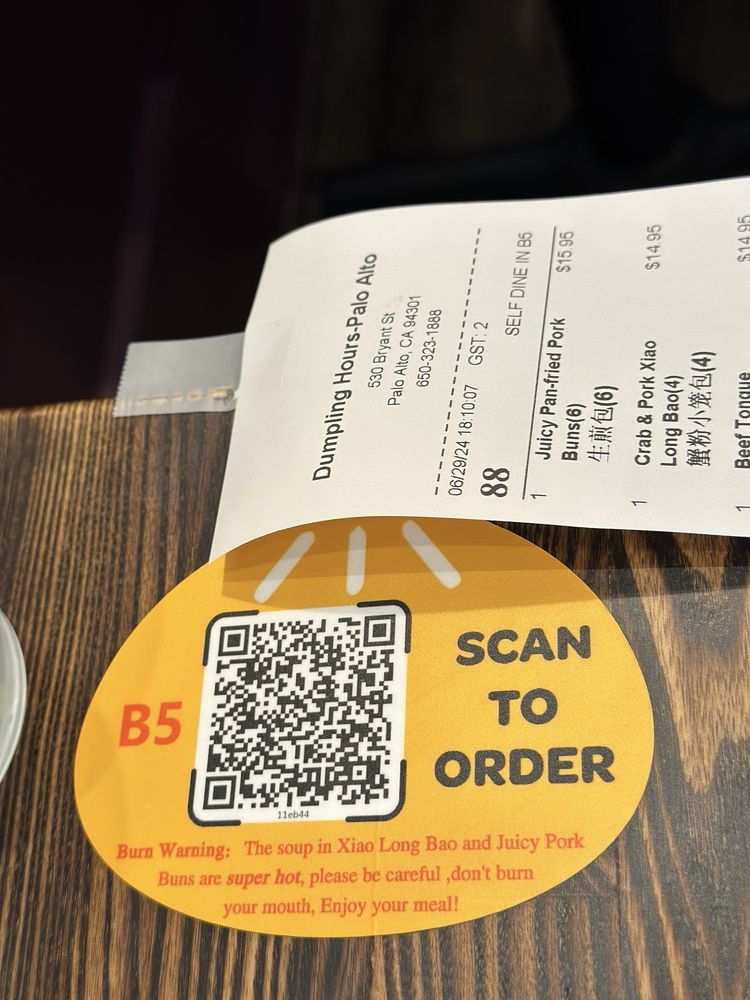 Dumpling Hours-Palo Alto
530 Bryant St
Palo Alto, CA 94301
650-323-1888
06/29/24 18:10:07 GST: 2
88 SELF DINE IN B5
1 Juicy Pan-fried Pork $15.95
Buns(6)
生煎包(6)
1 Crab & Pork Xiao $14.95
Long Bao(4)
蟹粉小笼包(4)
1 Beef Tongue $14.95
B5
SCAN
TO
ORDER
11eb44
Burn Warning: The soup in Xiao Long Bao and Juicy Pork
Buns are super hot, please be careful ,don't burn
your mouth, Enjoy your meal!